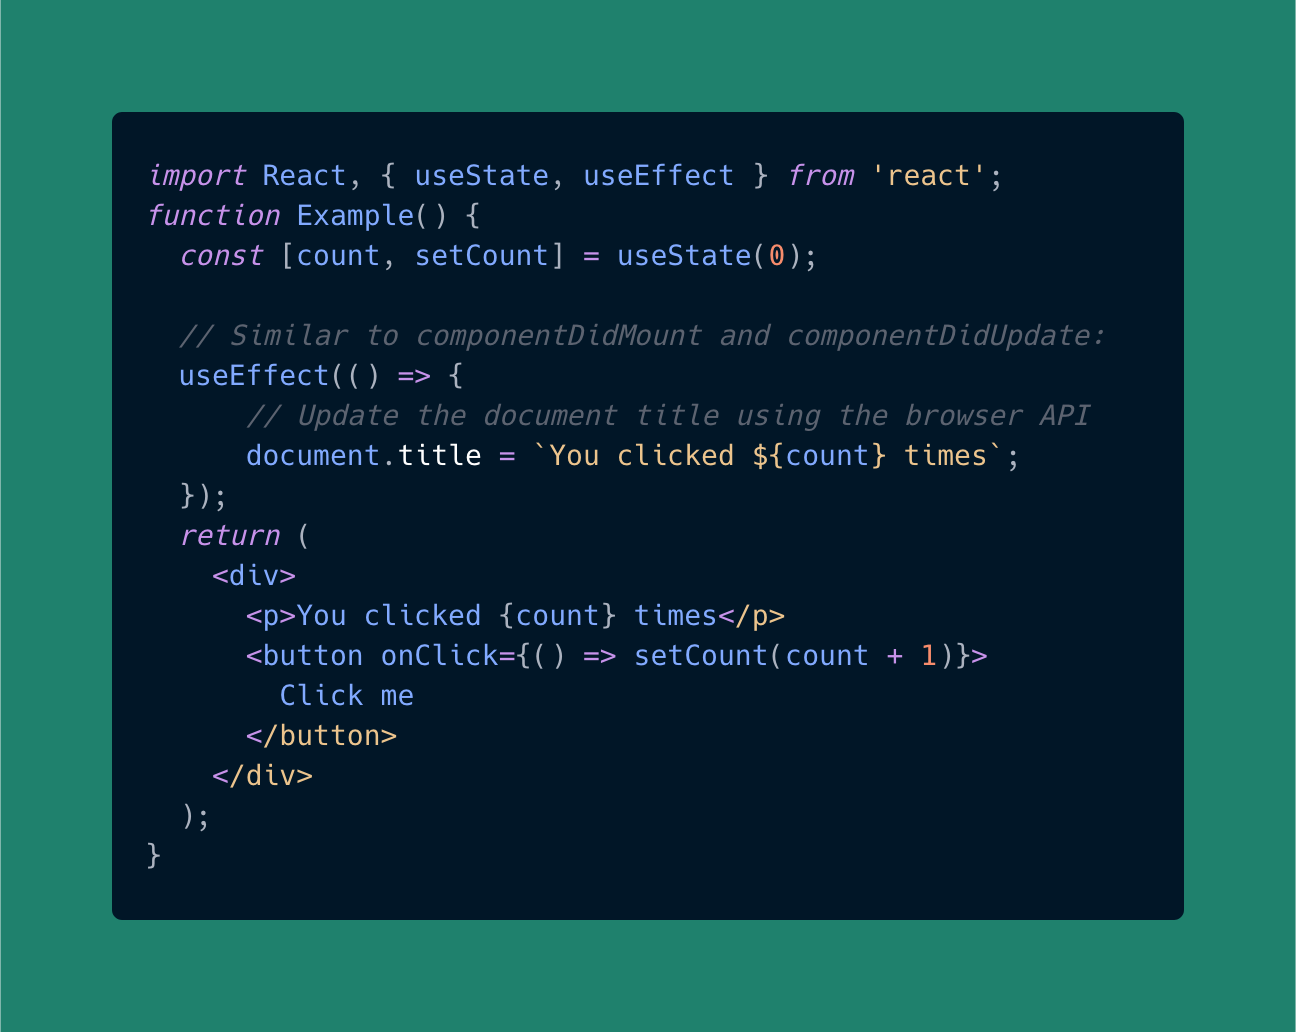 import React, { useState, useEffect } from 'react';
function Example() {
  const [count, setCount] = useState(0);

  // Similar to componentDidMount and componentDidUpdate:
  useEffect(() => {
      // Update the document title using the browser API
      document.title = `You clicked ${count} times`;
  });
  return (
    <div>
      <p>You clicked {count} times</p>
      <button onClick={() => setCount(count + 1)}>
        Click me
      </button>
    </div>
  );
}